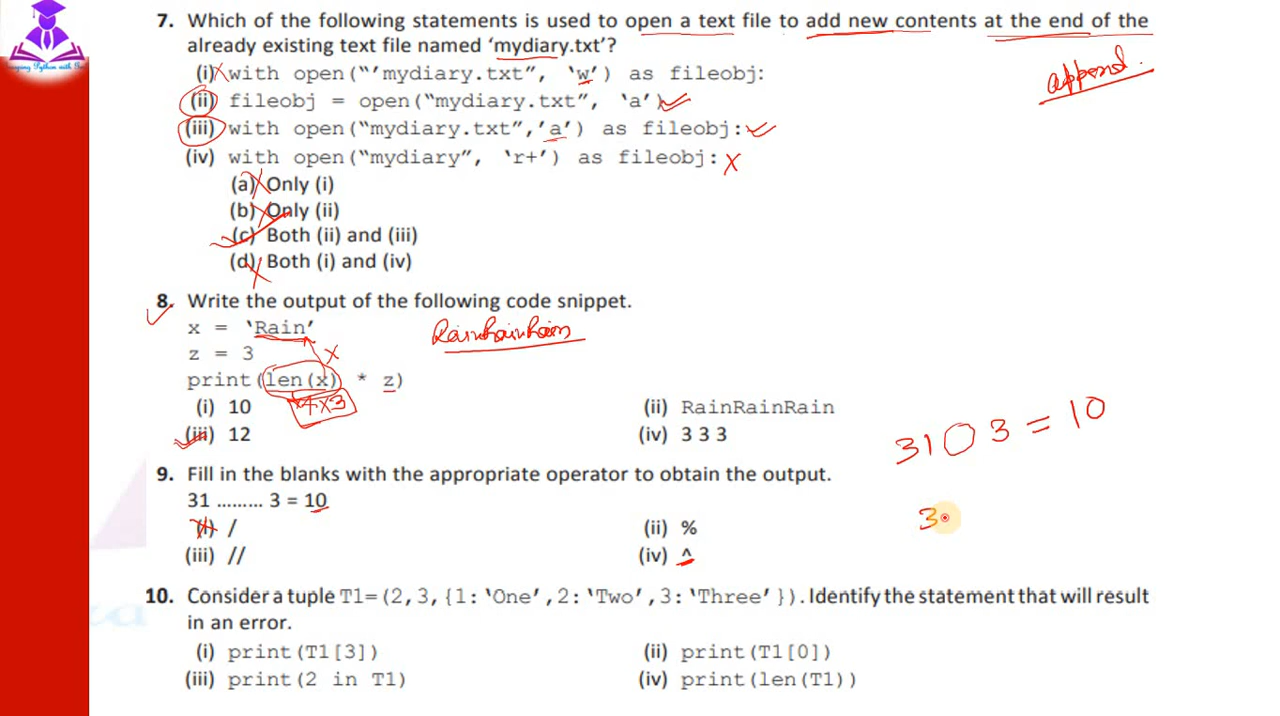 7. Which of the following statements is used to open a text file to add new contents at the end of the
already existing text file named ‘mydiary.txt’?
append.
(i) with open(“’mydiary.txt”, ‘w’) as fileobj:
(ii) fileobj = open(“mydiary.txt”, ‘a’)
(iii) with open(“mydiary.txt”,’a’) as fileobj:
(iv) with open(“mydiary”, ‘r+’) as fileobj:
(a) Only (i)
(b) Only (ii)
(c) Both (ii) and (iii)
(d) Both (i) and (iv)
8. Write the output of the following code snippet.
x = ‘Rain’
RainRainRain
z = 3
print(len(x) * z)
4x3
(i) 10 (ii) RainRainRain
(iii) 12 (iv) 3 3 3
31 3 = 10
9. Fill in the blanks with the appropriate operator to obtain the output.
31 ......... 3 = 10
3
(i) / (ii) %
(iii) // (iv) ^
10. Consider a tuple T1=(2,3,{1:‘One’,2:‘Two’,3:‘Three’}). Identify the statement that will result
in an error.
(i) print(T1[3]) (ii) print(T1[0])
(iii) print(2 in T1) (iv) print(len(T1))